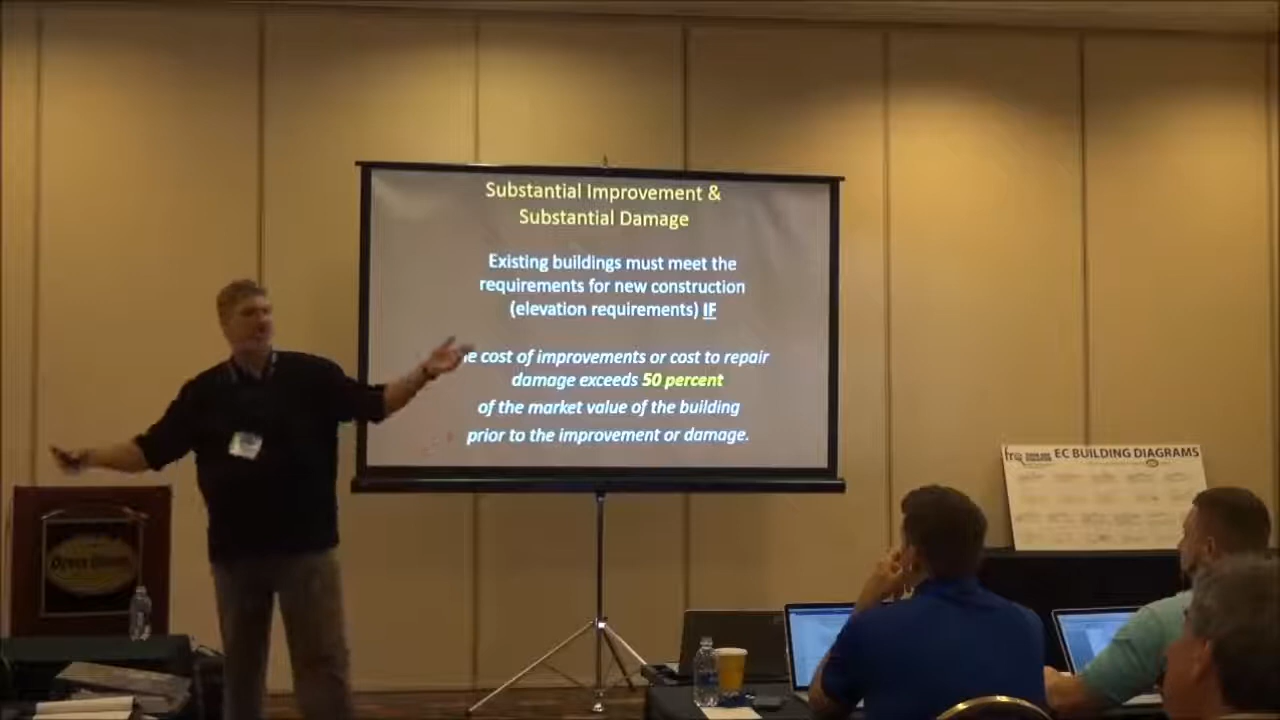 Substantial Improvement &
Substantial Damage
Existing buildings must meet the
requirements for new construction
(elevation requirements) IF
e cost of improvements or cost to repair
damage exceeds 50 percent
of the market value of the building
prior to the improvement or damage.
EC BUILDING DIAGRAMS